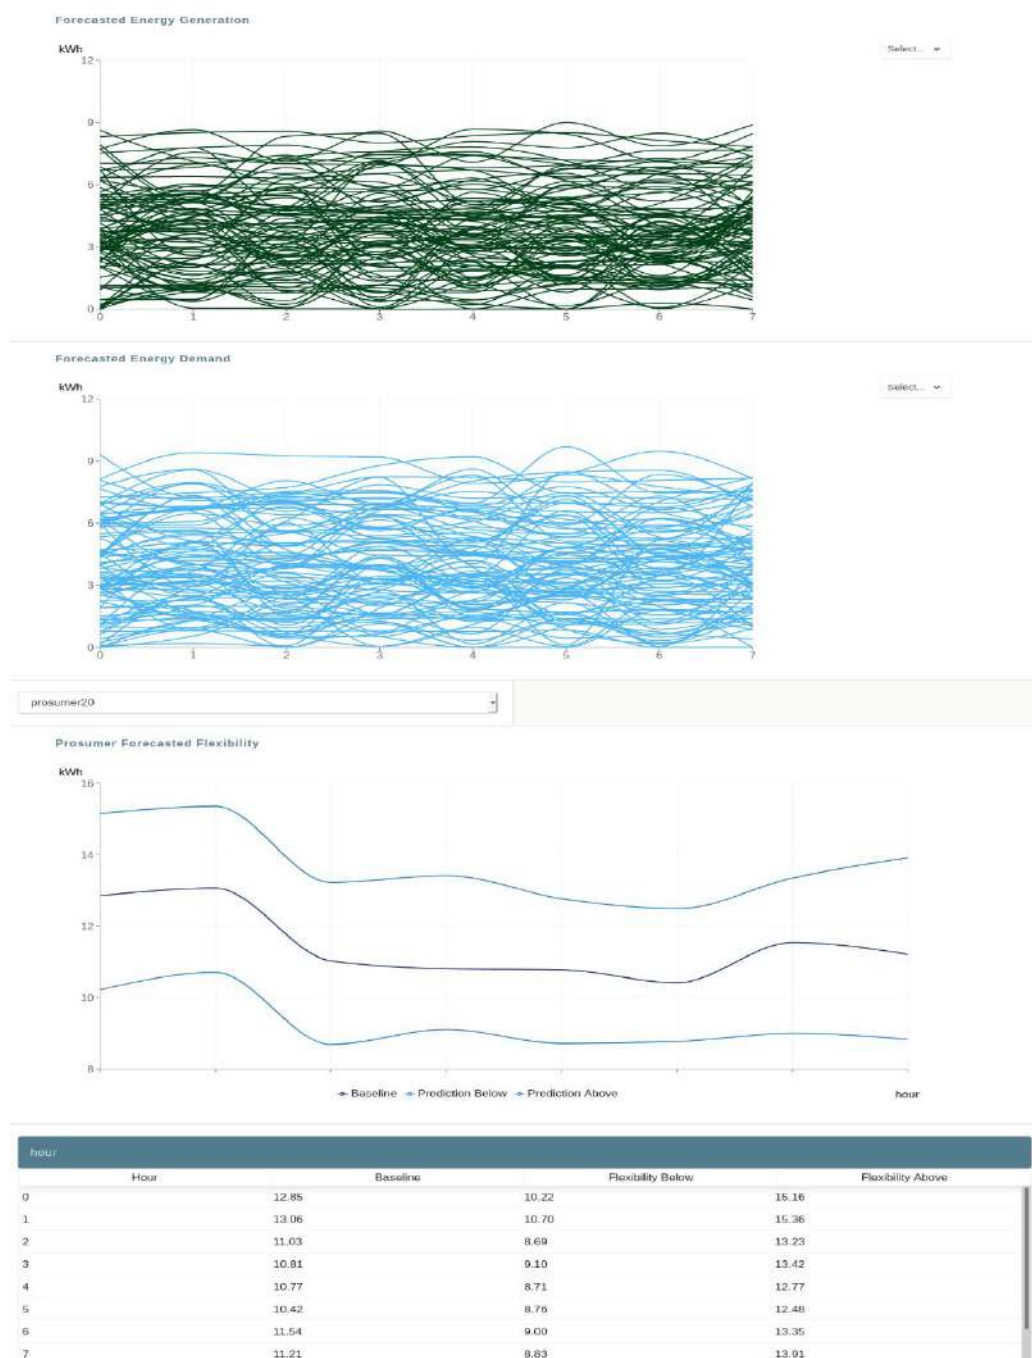 Forecasted Energy Generation
kWh
Select...
12
9
6
3
0
0 1 2 3 4 5 6 7
Forecasted Energy Demand
kWh
Select...
12
9
6
3
0
0 1 2 3 4 5 6 7
prosumer20
Prosumer Forecasted Flexibility
kWh
16
14
12
10
8
Baseline Prediction Below Prediction Above
hour
hour
Hour Baseline Flexibility Below Flexibility Above
0 12.85 10.22 15.16
1 13.06 10.70 15.36
2 11.03 8.69 13.23
3 10.81 9.10 13.42
4 10.77 8.71 12.77
5 10.42 8.76 12.48
6 11.54 9.00 13.35
7 11.21 8.83 13.91